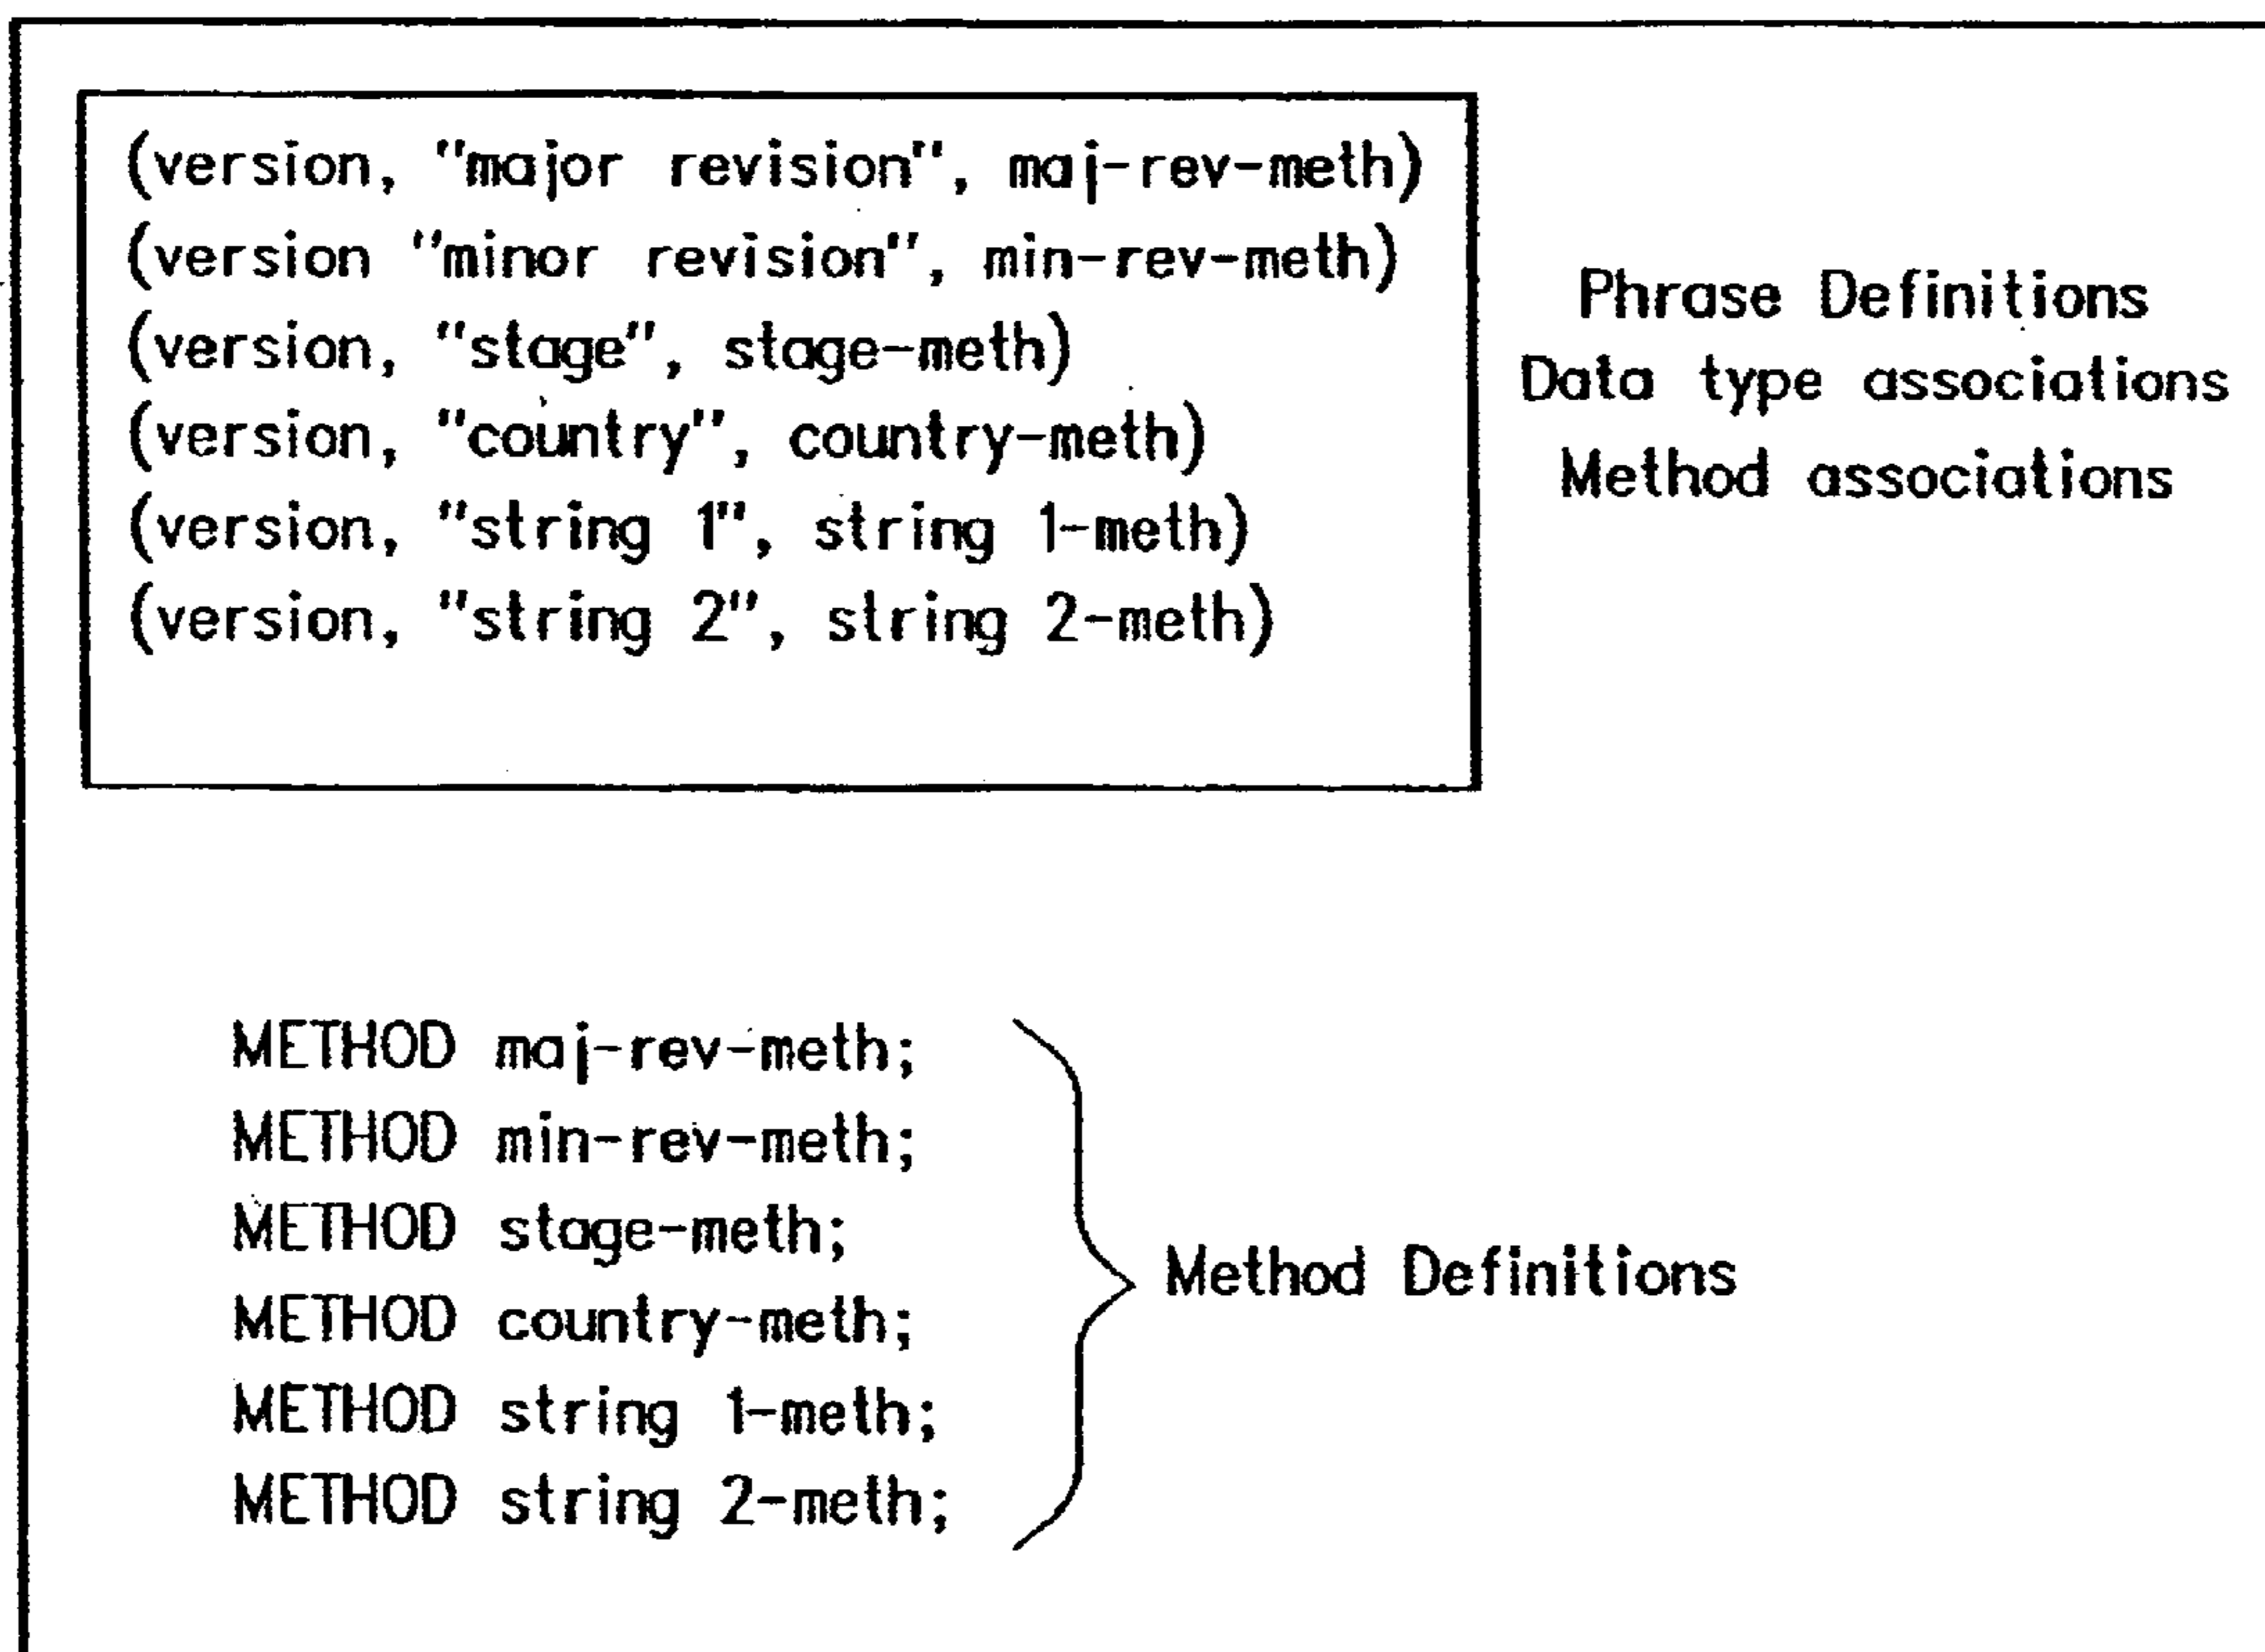 (version, "major revision", maj-rev-meth)
(version "minor revision", min-rev-meth)
(version, "stage", stage-meth)
(version, "country", country-meth)
(version, "string 1", string 1-meth)
(version, "string 2", string 2-meth)
Phrase Definitions
Data type associations
Method associations
METHOD maj-rev-meth;
METHOD min-rev-meth;
METHOD stage-meth;
METHOD country-meth;
METHOD string 1-meth;
METHOD string 2-meth;
Method Definitions